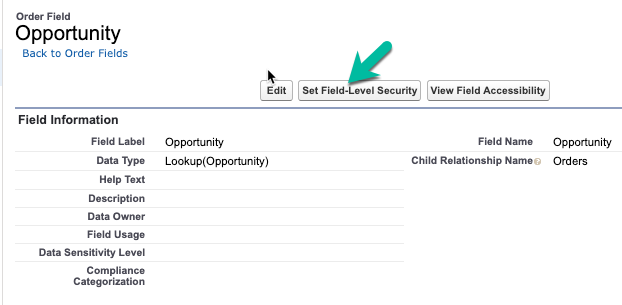 Order Field
Opportunity
Back to Order Fields
Edit Set Field-Level Security View Field Accessibility
Field Information
Field Label Opportunity Field Name Opportunity
Data Type Lookup(Opportunity) Child Relationship Name Orders
Help Text
Description
Data Owner
Field Usage
Data Sensitivity Level
Compliance
Categorization